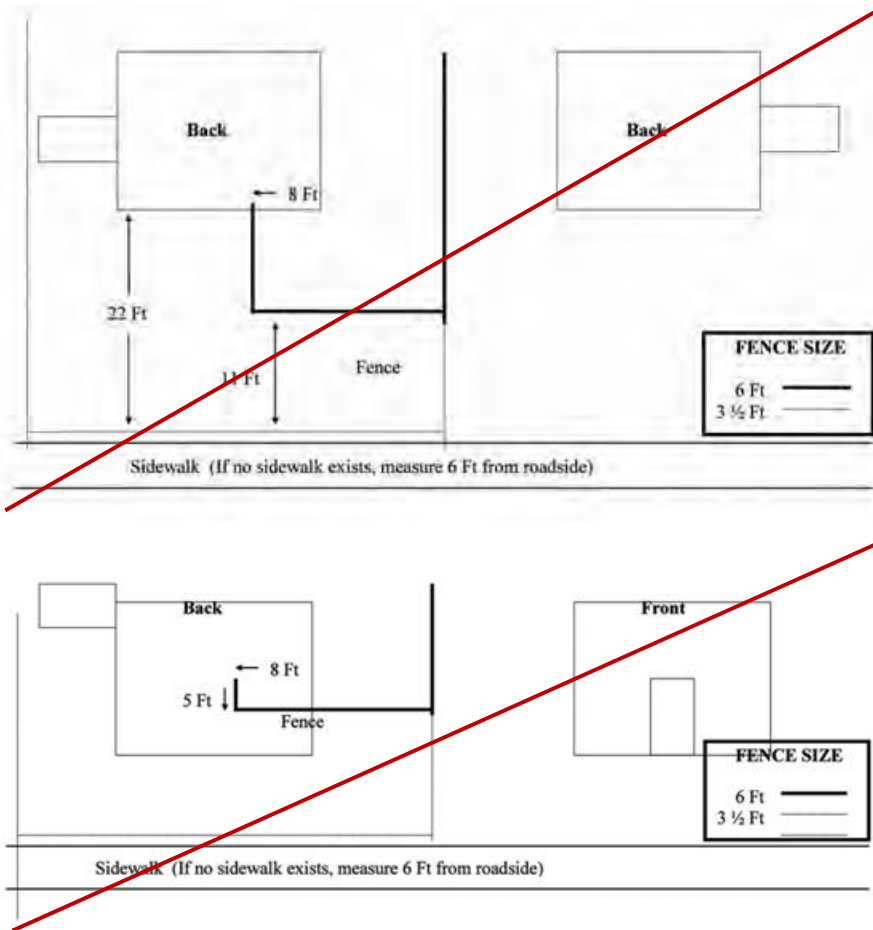 Back
Back
8 Ft
22 Ft
11 Ft
Fence
FENCE SIZE
6 Ft
3 ½ Ft
Sidewalk (If no sidewalk exists, measure 6 Ft from roadside)
Back
Front
8 Ft
5 Ft
Fence
FENCE SIZE
6 Ft
3 ½ Ft
Sidewalk (If no sidewalk exists, measure 6 Ft from roadside)